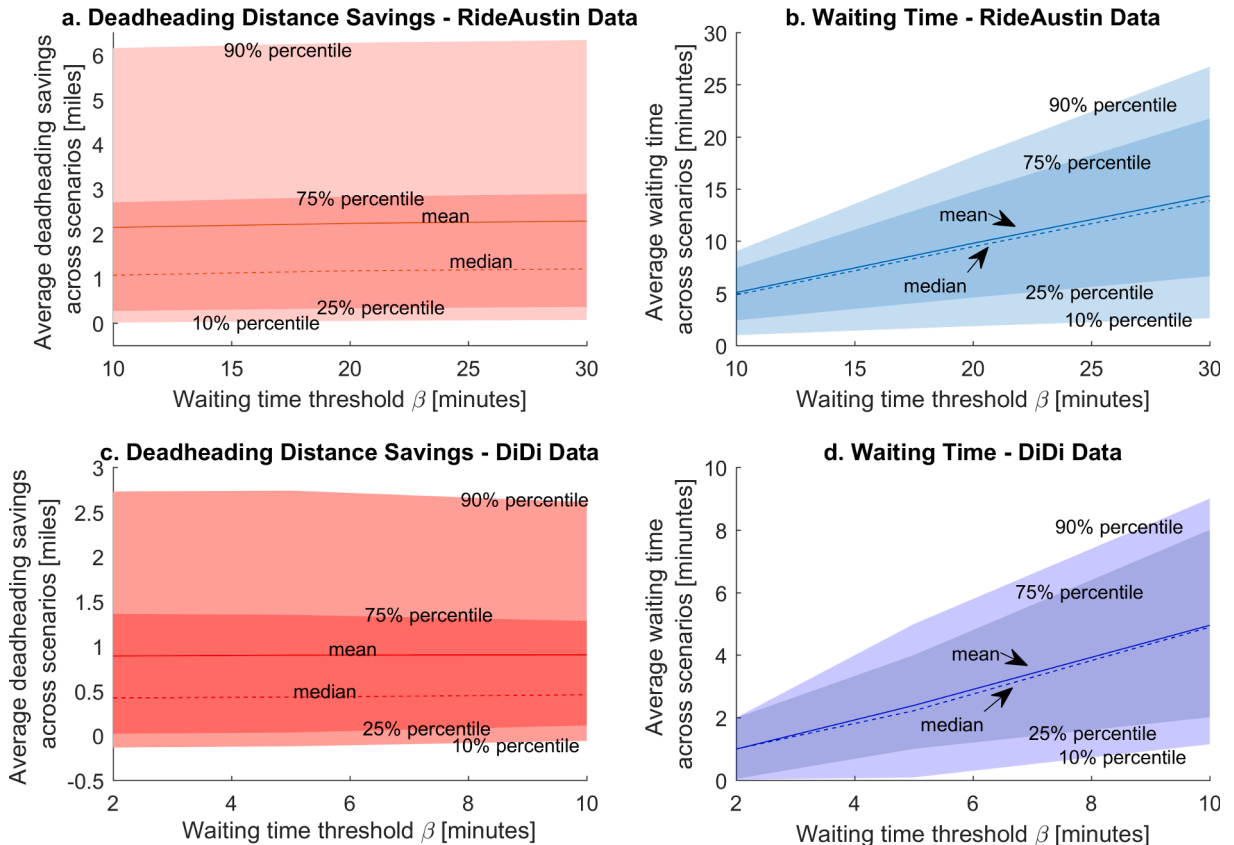 a. Deadheading Distance Savings - RideAustin Data
Average deadheading savings
across scenarios [miles]
6
5
4
3
2
1
0
90% percentile
75% percentile
mean
median
25% percentile
10% percentile
10 15 20 25 30
Waiting time threshold β [minutes]
b. Waiting Time - RideAustin Data
Average waiting time
across scenarios [minuntes]
30
25
20
15
10
5
0
90% percentile
75% percentile
mean
median
25% percentile
10% percentile
10 15 20 25 30
Waiting time threshold β [minutes]
c. Deadheading Distance Savings - DiDi Data
Average deadheading savings
across scenarios [miles]
3
2.5
2
1.5
1
0.5
0
-0.5
90% percentile
75% percentile
mean
median
25% percentile
10% percentile
2 4 6 8 10
Waiting time threshold β [minutes]
d. Waiting Time - DiDi Data
Average waiting time
across scenarios [minuntes]
10
8
6
4
2
0
90% percentile
75% percentile
mean
median
25% percentile
10% percentile
2 4 6 8 10
Waiting time threshold β [minutes]